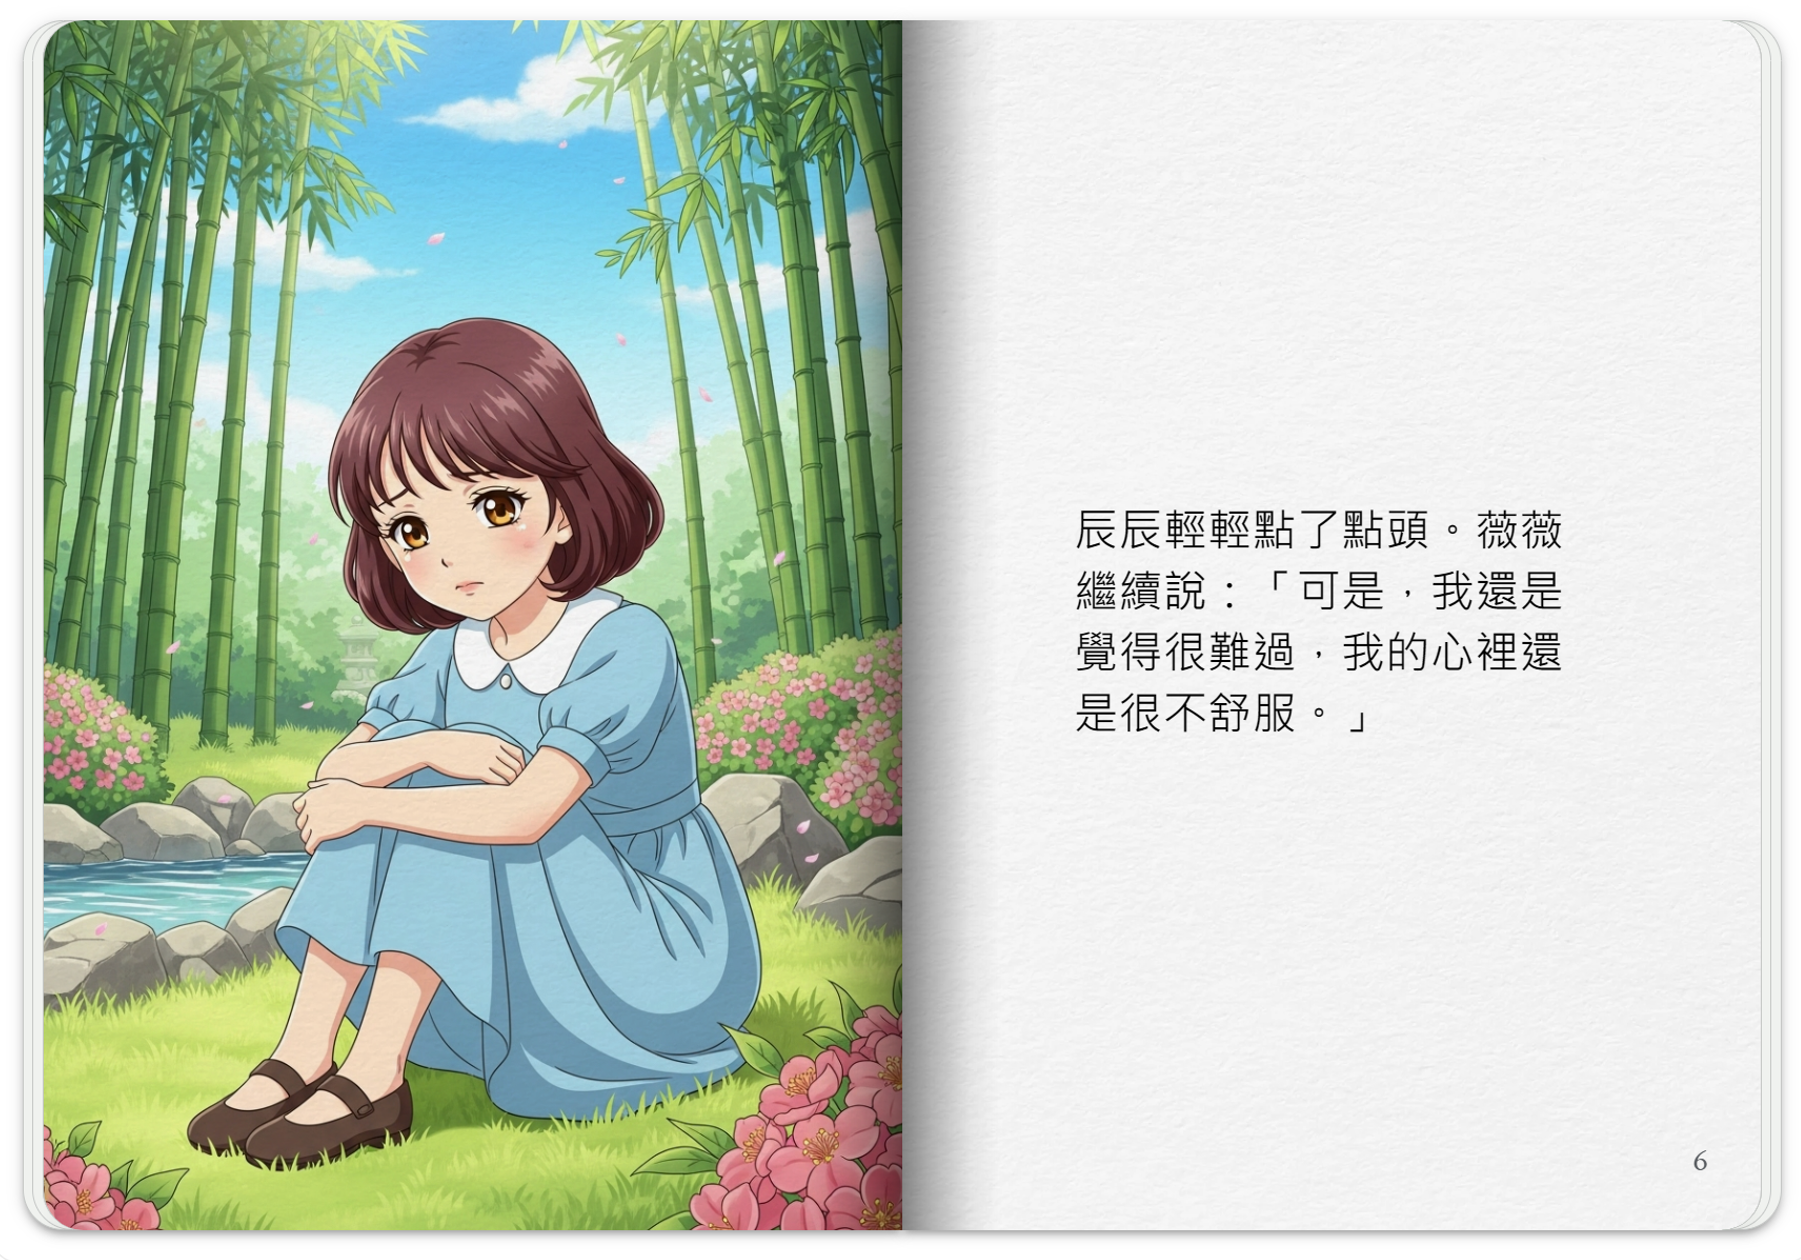 辰辰輕輕點了點頭。薇薇
繼續說：「可是，我還是
覺得很難過，我的心裡還
是很不舒服。」
6